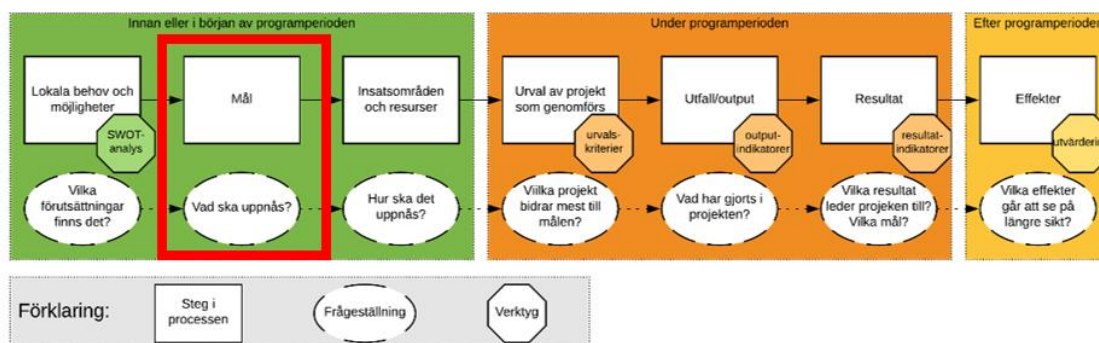 Innan eller i början av programperioden
Lokala behov och
möjligheter
SWOT-
analys
Vilka
förutsättningar
finns det?
Mål
Vad ska uppnås?
Insatsområden
och resurser
Hur ska det
uppnås?
Under programperioden
Urval av projekt
som genomförs
urvals-
kriterier
Viilka projekt
bidrar mest till
målen?
Utfall/output
output-
indikatorer
Vad har gjorts i
projekten?
Resultat
resultat-
indikatorer
Vilka resultat
leder projeken till?
Vilka mål?
Efter programperioden
Effekter
utvärdering
Vilka effekter
går att se på
längre sikt?
Förklaring:
Steg i
processen
Frågeställning
Verktyg